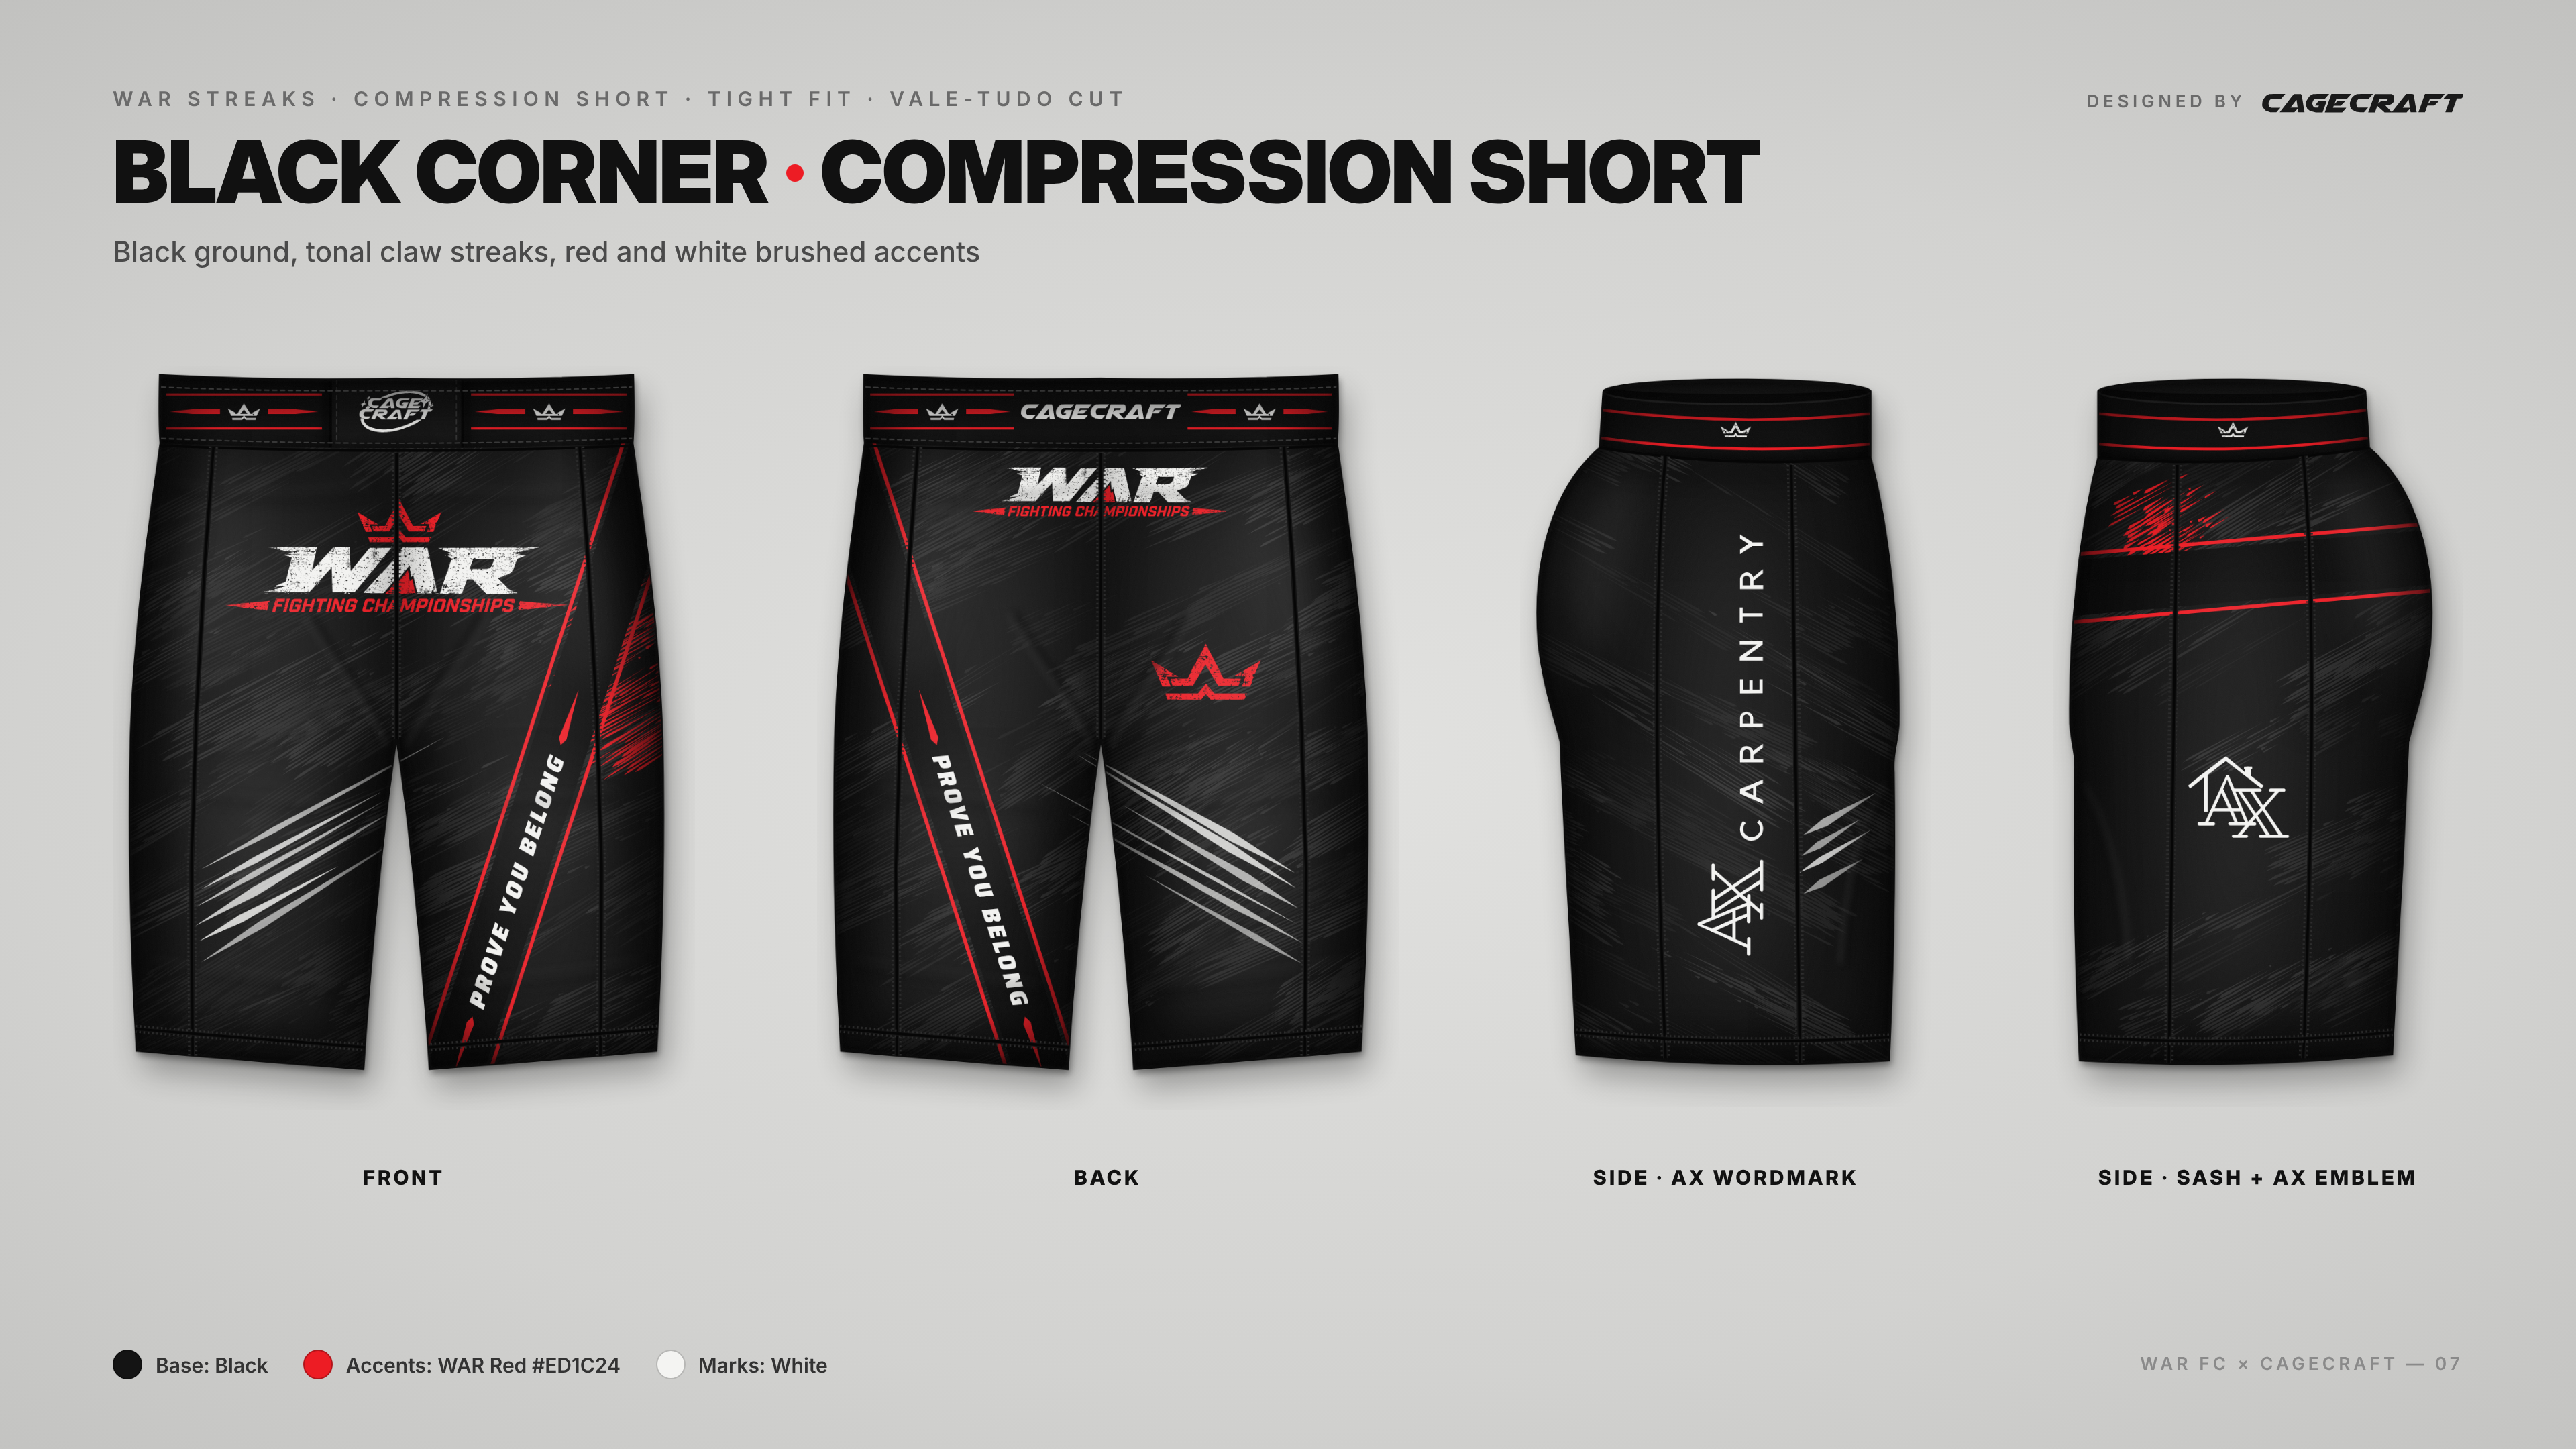 WAR STREAKS · COMPRESSION SHORT · TIGHT FIT · VALE-TUDO CUT
DESIGNED BY CAGECRAFT
BLACK CORNER · COMPRESSION SHORT
Black ground, tonal claw streaks, red and white brushed accents
CAGE
CRAFT
WAR
FIGHTING CHAMPIONSHIPS
PROVE YOU BELONG
CAGECRAFT
WAR
FIGHTING CHAMPIONSHIPS
PROVE YOU BELONG
AX CARPENTRY
AX
FRONT
BACK
SIDE · AX WORDMARK
SIDE · SASH + AX EMBLEM
Base: Black
Accents: WAR Red #ED1C24
Marks: White
WAR FC × CAGECRAFT — 07